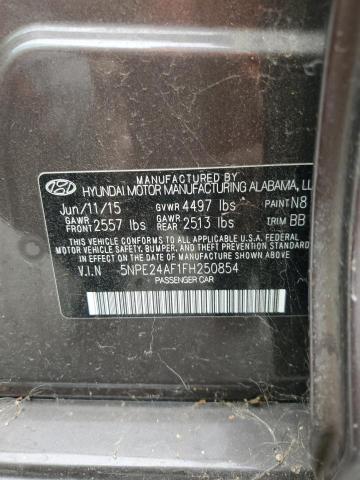 MANUFACTURED BY
HYUNDAI MOTOR MANUFACTURING ALABAMA, LL
Jun/11/15 GVWR 4497 lbs PAINT N8
GAWR FRONT 2557 lbs GAWR REAR 2513 lbs TRIM BB
THIS VEHICLE CONFORMS TO ALL APPLICABLE FEDERAL
MOTOR VEHICLE SAFETY, BUMPER, AND THEFT PREVENTION
STANDARDS IN EFFECT ON THE DATE OF MANUFACTURE
SHOWN ABOVE.
V.I.N 5NPE24AF1FH250854
PASSENGER CAR